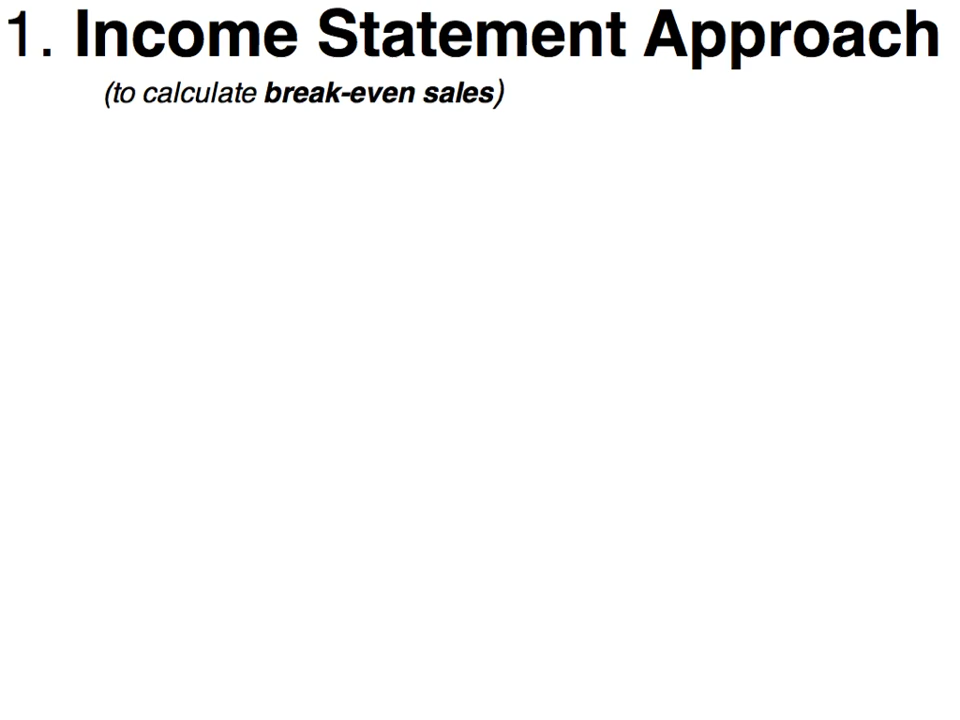 1. Income Statement Approach
(to calculate break-even sales)